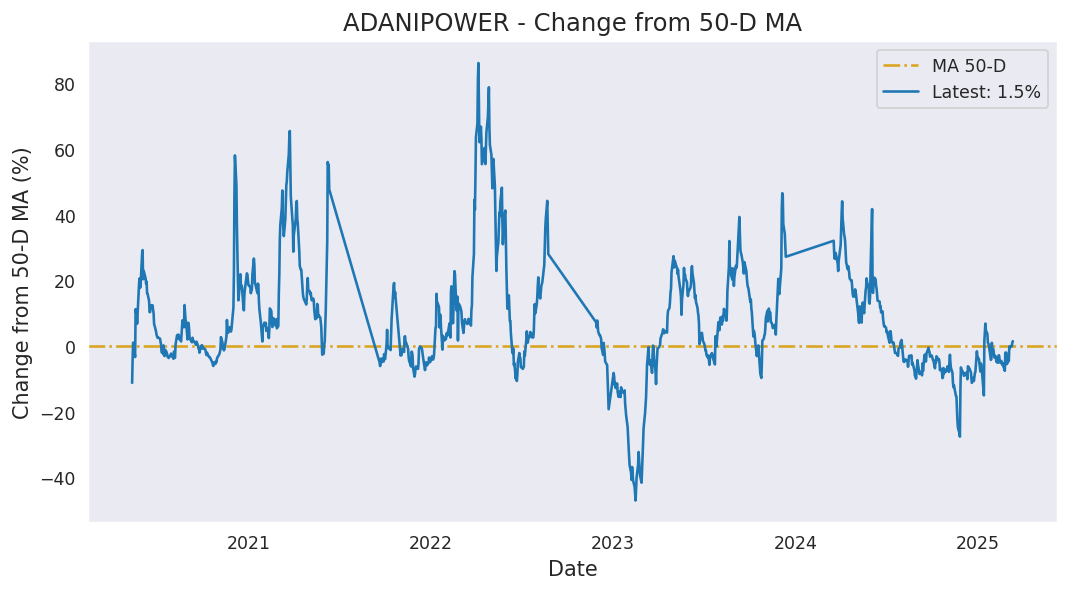 ADANIPOWER - Change from 50-D MA
MA 50-D
Latest: 1.5%
Change from 50-D MA (%)
80
60
40
20
0
−20
−40
2021 2022 2023 2024 2025
Date